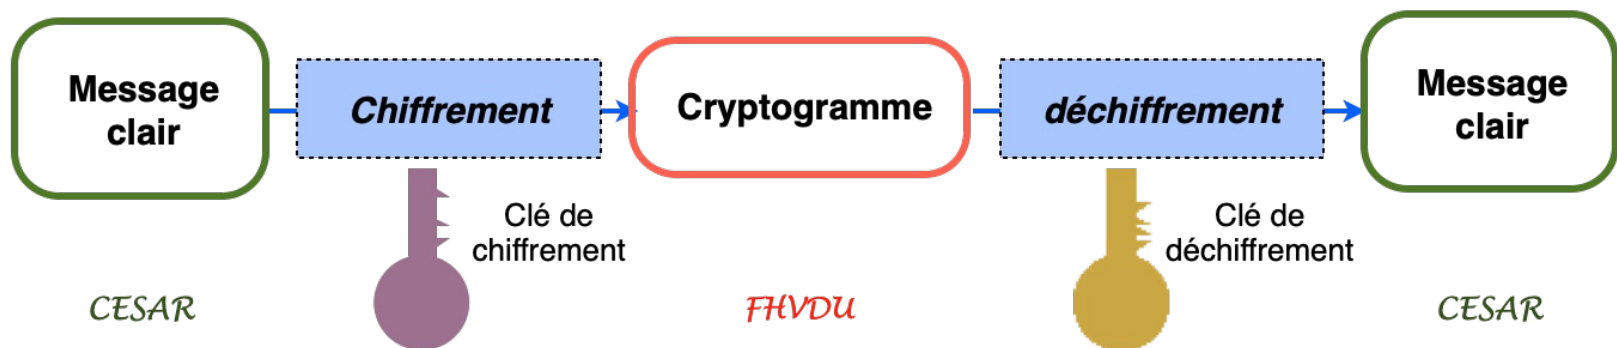 Message
clair
Chiffrement
Cryptogramme
déchiffrement
Message
clair
Clé de
chiffrement
Clé de
déchiffrement
CESAR
FHVDU
CESAR